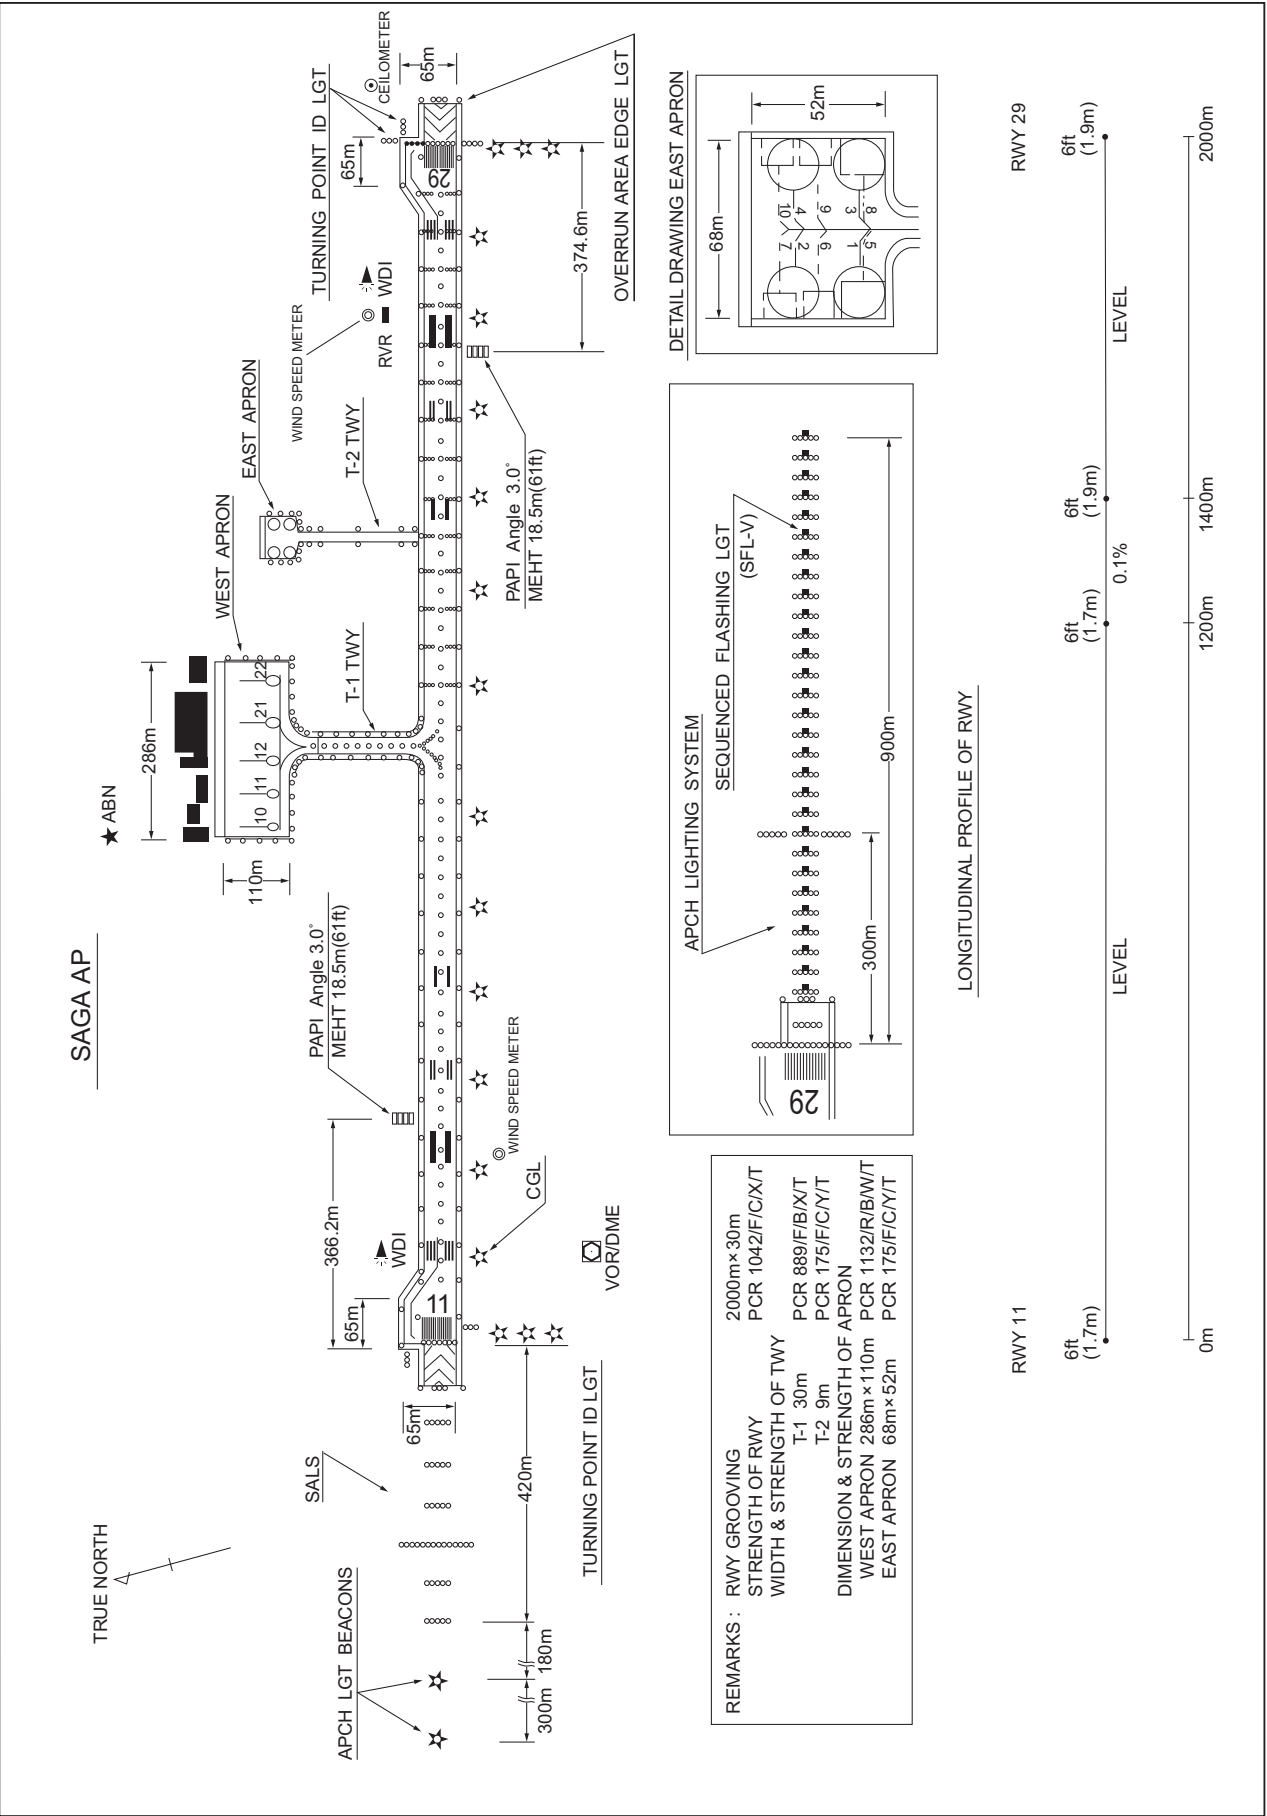 SAGA AP
TRUE NORTH
APCH LGT BEACONS
SALS
300m
180m
420m
65m
TURNING POINT ID LGT
65m
366.2m
11
WDI
PAPI Angle 3.0°
MEHT 18.5m(61ft)
CGL
WIND SPEED METER
VOR/DME
ABN
286m
110m
10
11
12
21
22
WEST APRON
T-1 TWY
EAST APRON
T-2 TWY
WIND SPEED METER
RVR
WDI
PAPI Angle 3.0°
MEHT 18.5m(61ft)
374.6m
TURNING POINT ID LGT
65m
CEILOMETER
65m
29
OVERRUN AREA EDGE LGT
REMARKS : RWY GROOVING 2000m×30m
STRENGTH OF RWY PCR 1042/F/C/X/T
WIDTH & STRENGTH OF TWY
T-1 30m PCR 889/F/B/X/T
T-2 9m PCR 175/F/C/Y/T
DIMENSION & STRENGTH OF APRON
WEST APRON 286m×110m PCR 1132/R/B/W/T
EAST APRON 68m×52m PCR 175/F/C/Y/T
APCH LIGHTING SYSTEM
SEQUENCED FLASHING LGT
(SFL-V)
29
300m
900m
DETAIL DRAWING EAST APRON
68m
52m
10 4 9 3 8
7 2 6 1 5
LONGITUDINAL PROFILE OF RWY
RWY 11
RWY 29
6ft
(1.7m)
LEVEL
6ft
(1.7m)
0.1%
6ft
(1.9m)
LEVEL
6ft
(1.9m)
0m
1200m
1400m
2000m